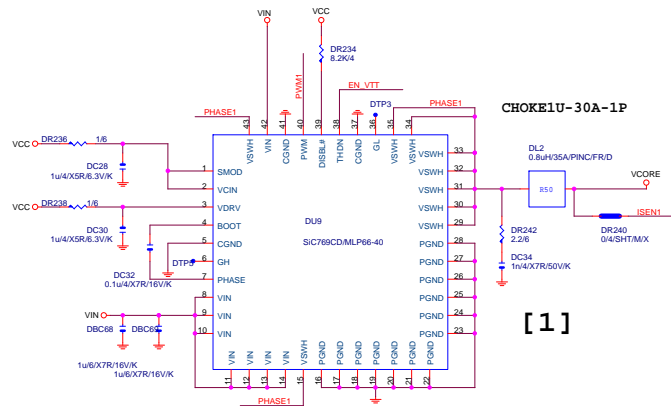 VIN
VCC
DR234
8.2K/4
PWM1
EN_VTT
PHASE1
DTP3
PHASE1
CHOKE1U-30A-1P
43
42
41
40
39
38
37
36
35
34
VSWH
VIN
CGND
PWM
DISBL#
THDN
CGND
GL
VSWH
VSWH
VCC
DR236
1/6
DC28
1u/4/X5R/6.3V/K
1
SMOD
2
VCIN
VCC
DR238
1/6
3
VDRV
DC30
1u/4/X5R/6.3V/K
4
BOOT
5
CGND
DTP5
6
GH
DC32
0.1u/4/X7R/16V/K
7
PHASE
8
VIN
VIN
9
VIN
10
VIN
DBC68
DBC69
1u/6/X7R/16V/K
1u/6/X7R/16V/K
DU9
SiC769CD/MLP66-40
VSWH
33
VSWH
32
VSWH
31
VSWH
30
VSWH
29
PGND
28
PGND
27
PGND
26
PGND
25
PGND
24
PGND
23
DL2
0.8uH/35A/PINC/FR/D
R50
VCORE
ISEN1
DR240
0/4/SHT/M/X
DR242
2.2/6
DC34
1n/4/X7R/50V/K
[1]
VIN
VIN
VIN
VIN
VSWH
PGND
PGND
PGND
PGND
PGND
PGND
PGND
11
12
13
14
15
16
17
18
19
20
21
22
PHASE1